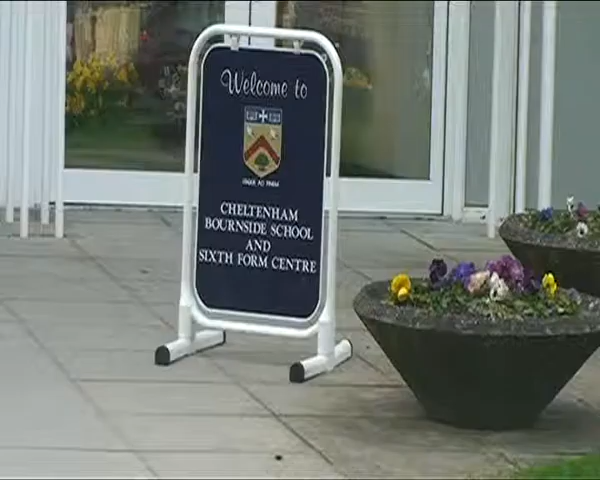 Welcome to
CHELTENHAM
BOURNSIDE SCHOOL
AND
SIXTH FORM CENTRE